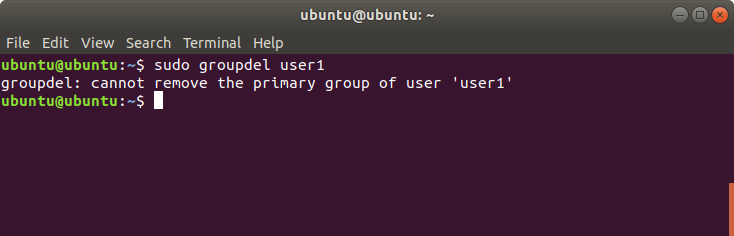 ubuntu@ubuntu: ~
File Edit View Search Terminal Help
ubuntu@ubuntu:~$ sudo groupdel user1
groupdel: cannot remove the primary group of user 'user1'
ubuntu@ubuntu:~$